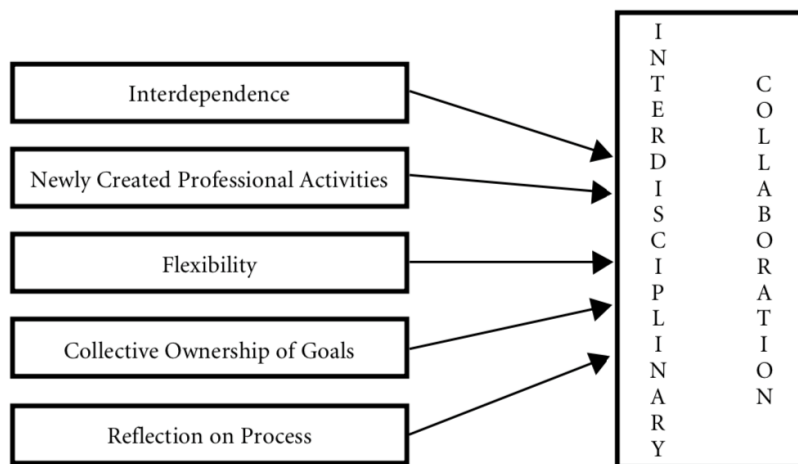 Interdependence
Newly Created Professional Activities
Flexibility
Collective Ownership of Goals
Reflection on Process
INTERDISCIPLINARY
COLLABORATION